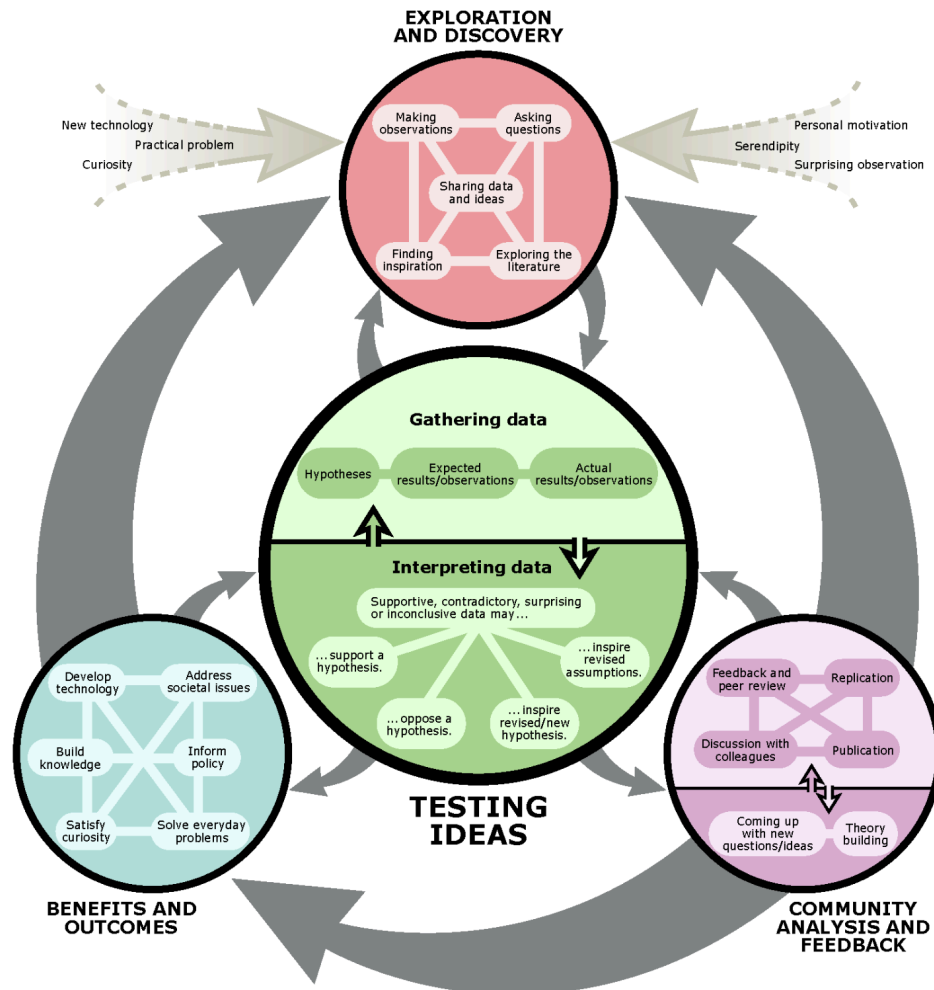 EXPLORATION
AND DISCOVERY
New technology
Practical problem
Curiosity
Personal motivation
Serendipity
Surprising observation
Making
observations
Asking
questions
Sharing data
and ideas
Finding
inspiration
Exploring the
literature
Gathering data
Hypotheses
Expected
results/observations
Actual
results/observations
Interpreting data
Supportive, contradictory, surprising
or inconclusive data may ...
... support a
hypothesis.
... oppose a
hypothesis.
... inspire
revised/new
hypothesis.
... inspire
revised
assumptions.
TESTING
IDEAS
Develop
technology
Address
societal issues
Build
knowledge
Inform
policy
Satisfy
curiosity
Solve everyday
problems
BENEFITS AND
OUTCOMES
Feedback and
peer review
Replication
Discussion with
colleagues
Publication
Coming up
with new
questions/ideas
Theory
building
COMMUNITY
ANALYSIS AND
FEEDBACK